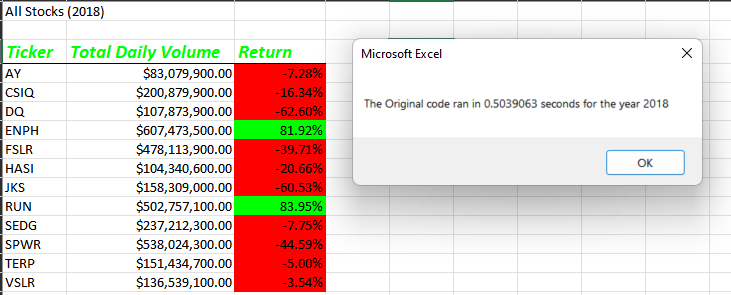 All Stocks (2018)
Ticker Total Daily Volume Return
AY $83,079,900.00 -7.28%
CSIQ $200,879,900.00 -16.34%
DQ $107,873,900.00 -62.60%
ENPH $607,473,500.00 81.92%
FSLR $478,113,900.00 -39.71%
HASI $104,340,600.00 -20.66%
JKS $158,309,000.00 -60.53%
RUN $502,757,100.00 83.95%
SEDG $237,212,300.00 -7.75%
SPWR $538,024,300.00 -44.59%
TERP $151,434,700.00 -5.00%
VSLR $136,539,100.00 -3.54%
Microsoft Excel
The Original code ran in 0.5039063 seconds for the year 2018
OK